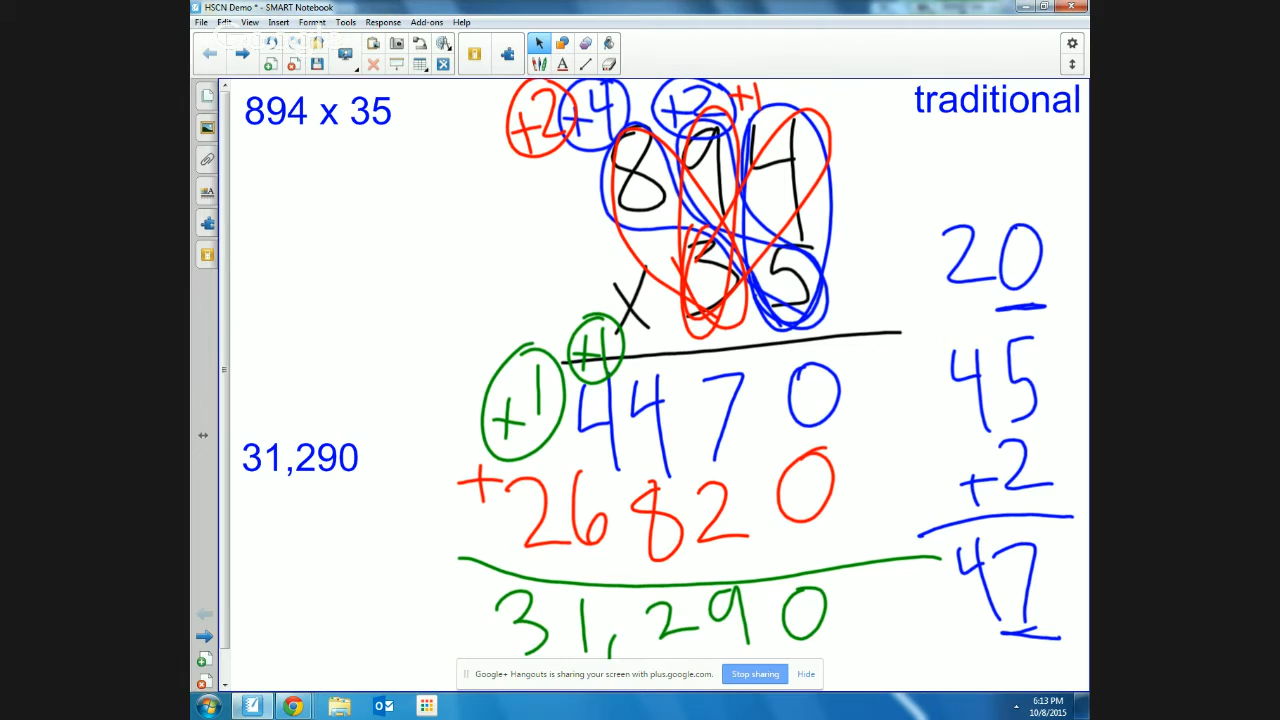 HSCN Demo * - SMART Notebook
File Edit View Insert Format Tools Response Add-ons Help
894 x 35
traditional
+2 +4 +2 +1
894
x 35
+1 +1
4470
+26820
31,290
20
45
+2
47
31,290
Google+ Hangouts is sharing your screen with plus.google.com. Stop sharing Hide
6:13 PM
10/8/2015